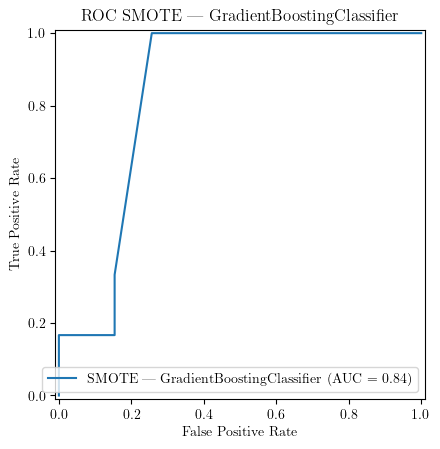 ROC SMOTE — GradientBoostingClassifier
1.0
0.8
0.6
0.4
0.2
0.0
True Positive Rate
SMOTE — GradientBoostingClassifier (AUC = 0.84)
0.0 0.2 0.4 0.6 0.8 1.0
False Positive Rate